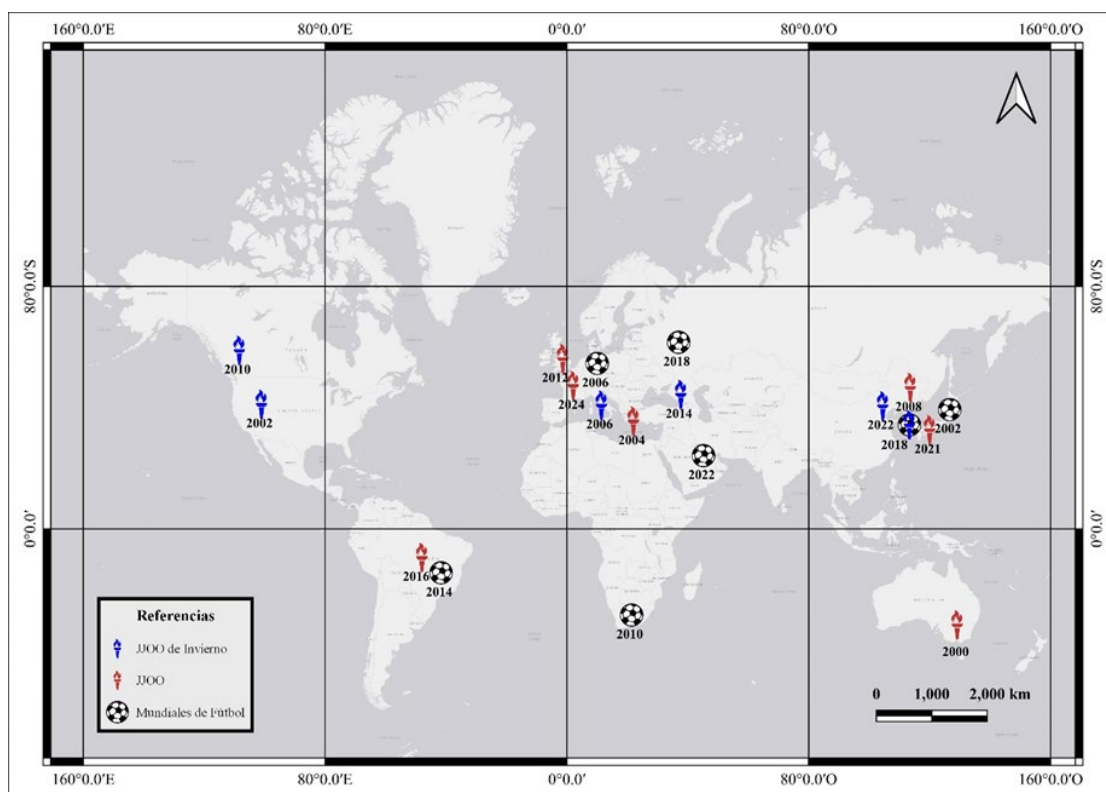 160°0.0'E 80°0.0'E 0°0.0' 80°0.0'O 160°0.0'O
80°0.0'S 80°0.0'S
2018
2012 2006
2010
2024 2014
2002 2006 2004 2022 2008 2002
2018 2021
2022
0°0.0' 0°0.0'
2016 2014
2010
2000
Referencias
JJOO de Invierno
JJOO
Mundiales de Fútbol
0 1,000 2,000 km
160°0.0'E 80°0.0'E 0°0.0' 80°0.0'O 160°0.0'O